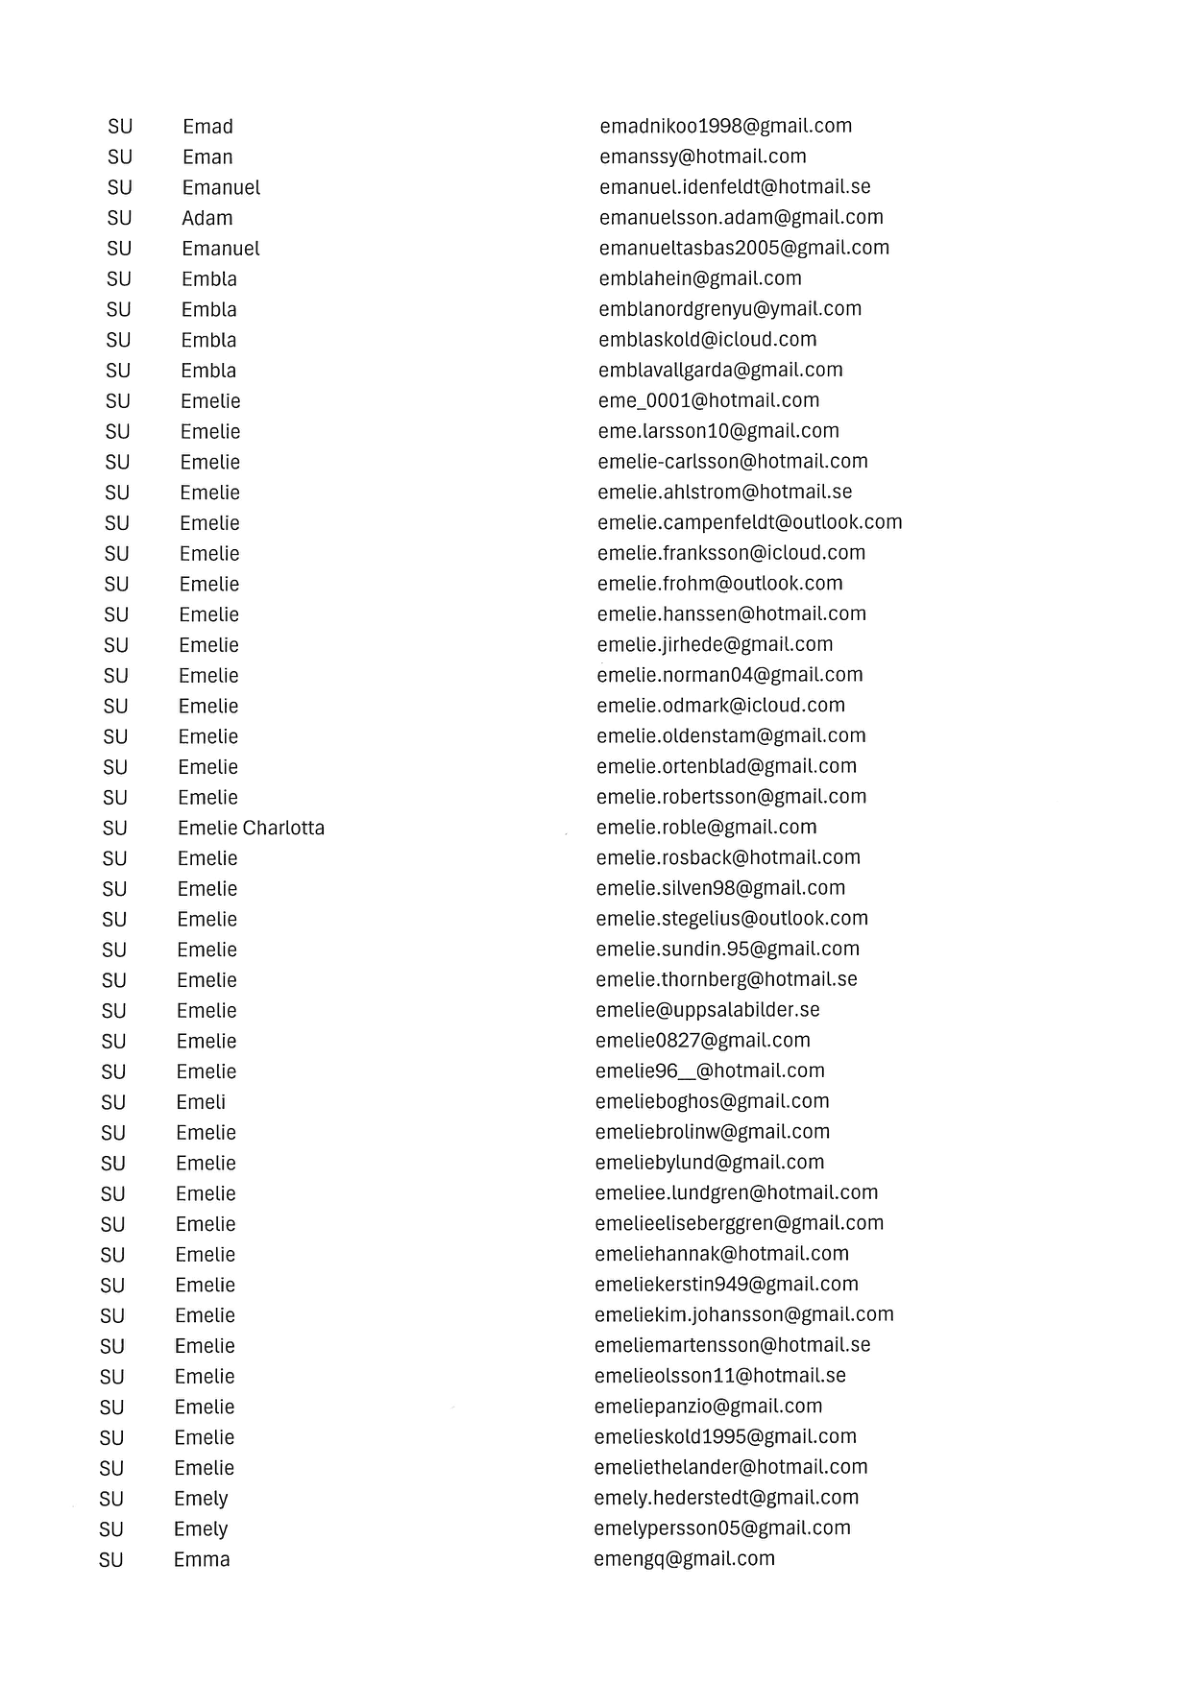 SU Emad emadnikoo1998@gmail.com
SU Eman emanssy@hotmail.com
SU Emanuel emanuel.idenfeldt@hotmail.se
SU Adam emanuelsson.adam@gmail.com
SU Emanuel emanueltasbas2005@gmail.com
SU Embla emblahein@gmail.com
SU Embla emblanordgrenyu@ymail.com
SU Embla emblaskold@icloud.com
SU Embla emblavallgarda@gmail.com
SU Emelie eme_0001@hotmail.com
SU Emelie eme.larsson10@gmail.com
SU Emelie emelie-carlsson@hotmail.com
SU Emelie emelie.ahlstrom@hotmail.se
SU Emelie emelie.campenfeldt@outlook.com
SU Emelie emelie.franksson@icloud.com
SU Emelie emelie.frohm@outlook.com
SU Emelie emelie.hanssen@hotmail.com
SU Emelie emelie.jirhede@gmail.com
SU Emelie emelie.norman04@gmail.com
SU Emelie emelie.odmark@icloud.com
SU Emelie emelie.oldenstam@gmail.com
SU Emelie emelie.ortenblad@gmail.com
SU Emelie emelie.robertsson@gmail.com
SU Emelie Charlotta emelie.roble@gmail.com
SU Emelie emelie.rosback@hotmail.com
SU Emelie emelie.silven98@gmail.com
SU Emelie emelie.stegelius@outlook.com
SU Emelie emelie.sundin.95@gmail.com
SU Emelie emelie.thornberg@hotmail.se
SU Emelie emelie@uppsalabilder.se
SU Emelie emelie0827@gmail.com
SU Emelie emelie96__@hotmail.com
SU Emeli emelieboghos@gmail.com
SU Emelie emeliebrolinw@gmail.com
SU Emelie emeliebylund@gmail.com
SU Emelie emeliee.lundgren@hotmail.com
SU Emelie emelieeliseberggren@gmail.com
SU Emelie emeliehannak@hotmail.com
SU Emelie emeliekerstin949@gmail.com
SU Emelie emeliekim.johansson@gmail.com
SU Emelie emeliemartensson@hotmail.se
SU Emelie emelieolsson11@hotmail.se
SU Emelie emeliepanzio@gmail.com
SU Emelie emelieskold1995@gmail.com
SU Emelie emeliethelander@hotmail.com
SU Emely emely.hederstedt@gmail.com
SU Emely emelypersson05@gmail.com
SU Emma emengq@gmail.com